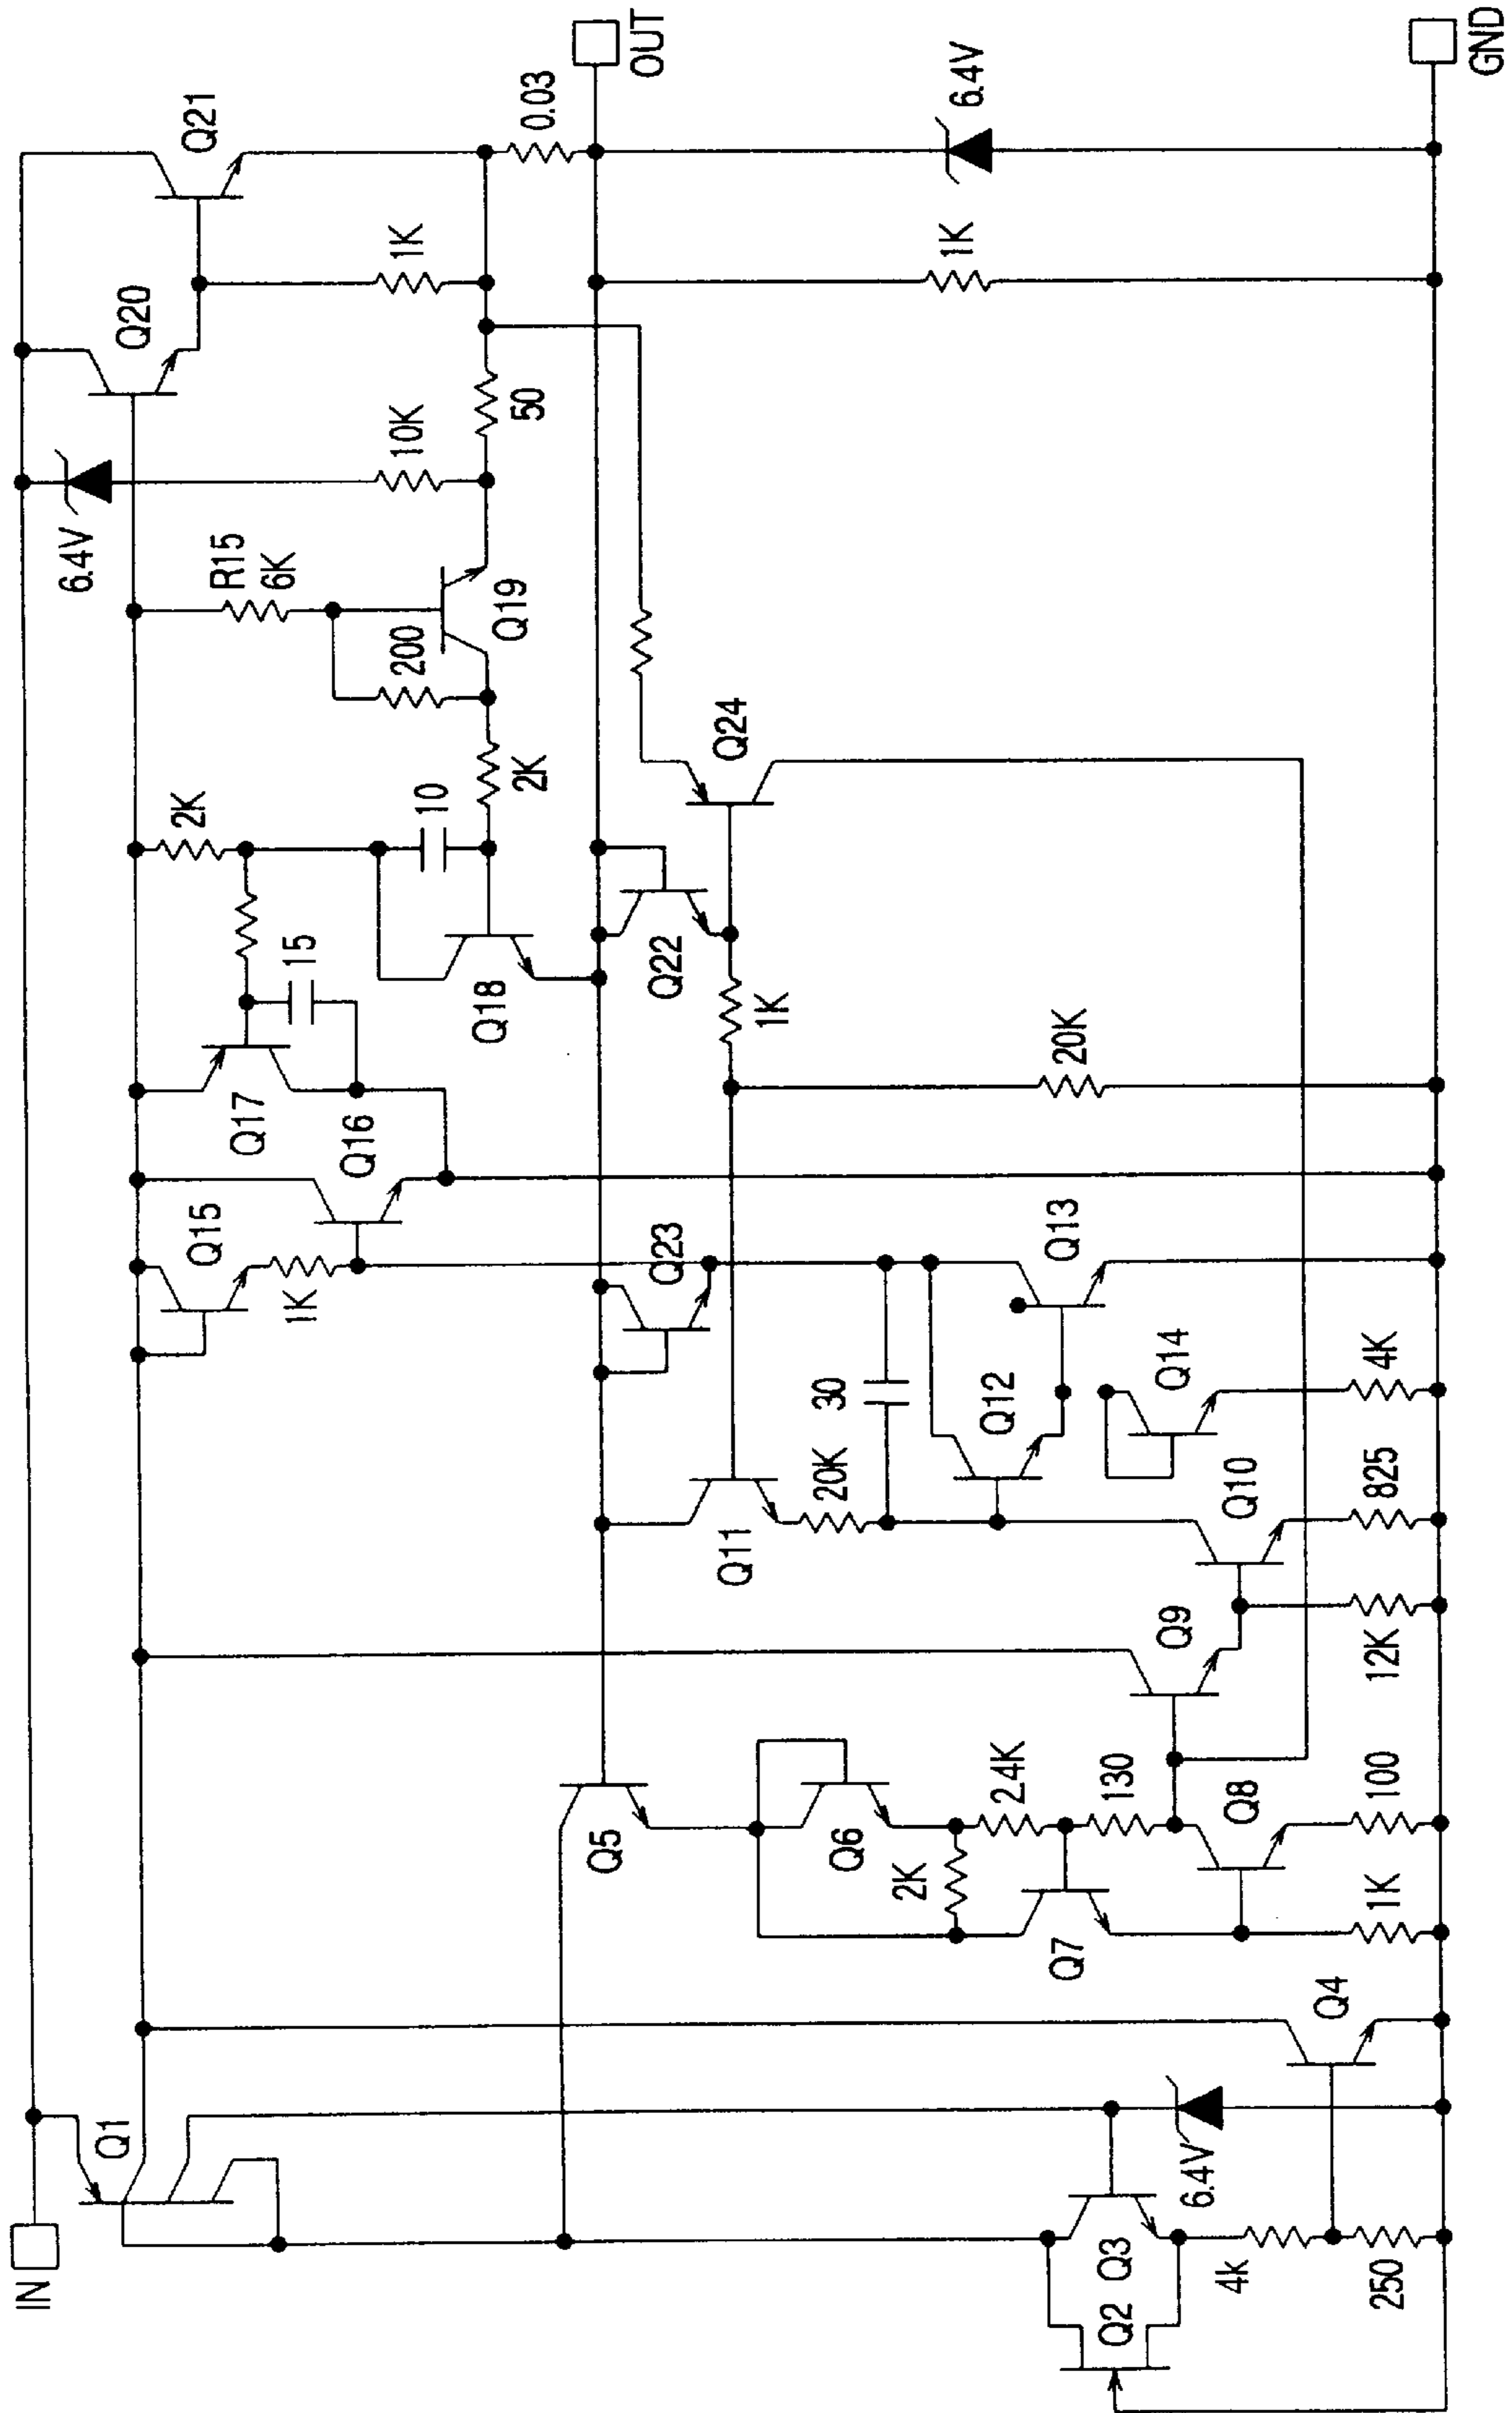 IN
Q1
Q2
Q3
4k
250
6.4V
Q4
Q5
Q6
2K
2.4K
Q7
130
Q8
1K
100
Q9
12K
Q10
825
Q11
20K
30
Q12
Q14
4K
Q13
Q23
Q15
1K
Q16
Q17
15
2K
10
Q18
Q22
1K
20K
Q24
2K
200
Q19
R15
6K
6.4V
10K
50
Q20
1K
Q21
0.03
OUT
1K
6.4V
GND